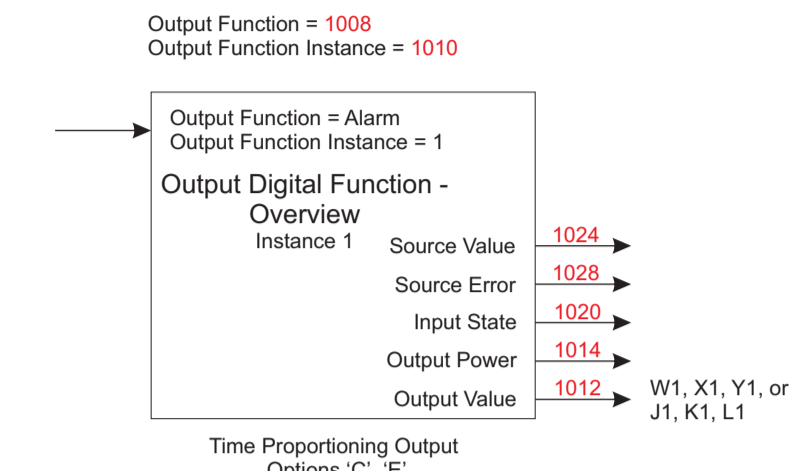 Output Function = 1008
Output Function Instance = 1010
Output Function = Alarm
Output Function Instance = 1
Output Digital Function -
Overview
Instance 1
Source Value 1024
Source Error 1028
Input State 1020
Output Power 1014
Output Value 1012 W1, X1, Y1, or
J1, K1, L1
Time Proportioning Output
Options ‘C’, ‘E’